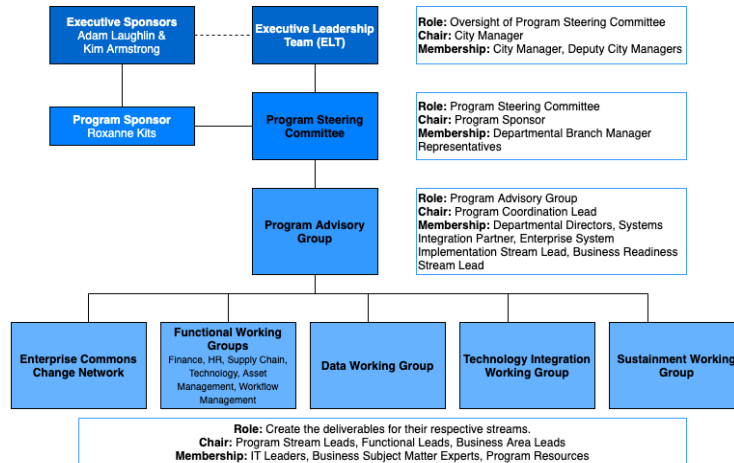 Executive Sponsors
Adam Laughlin &
Kim Armstrong
Executive Leadership
Team (ELT)
Role: Oversight of Program Steering Committee
Chair: City Manager
Membership: City Manager, Deputy City Managers
Program Sponsor
Roxanne Kits
Program Steering
Committee
Role: Program Steering Committee
Chair: Program Sponsor
Membership: Departmental Branch Manager
Representatives
Program Advisory
Group
Role: Program Advisory Group
Chair: Program Coordination Lead
Membership: Departmental Directors, Systems
Integration Partner, Enterprise System
Implementation Stream Lead, Business Readiness
Stream Lead
Enterprise Commons
Change Network
Functional Working
Groups
Finance, HR, Supply Chain,
Technology, Asset
Management, Workflow
Management
Data Working Group
Technology Integration
Working Group
Sustainment Working
Group
Role: Create the deliverables for their respective streams.
Chair: Program Stream Leads, Functional Leads, Business Area Leads
Membership: IT Leaders, Business Subject Matter Experts, Program Resources